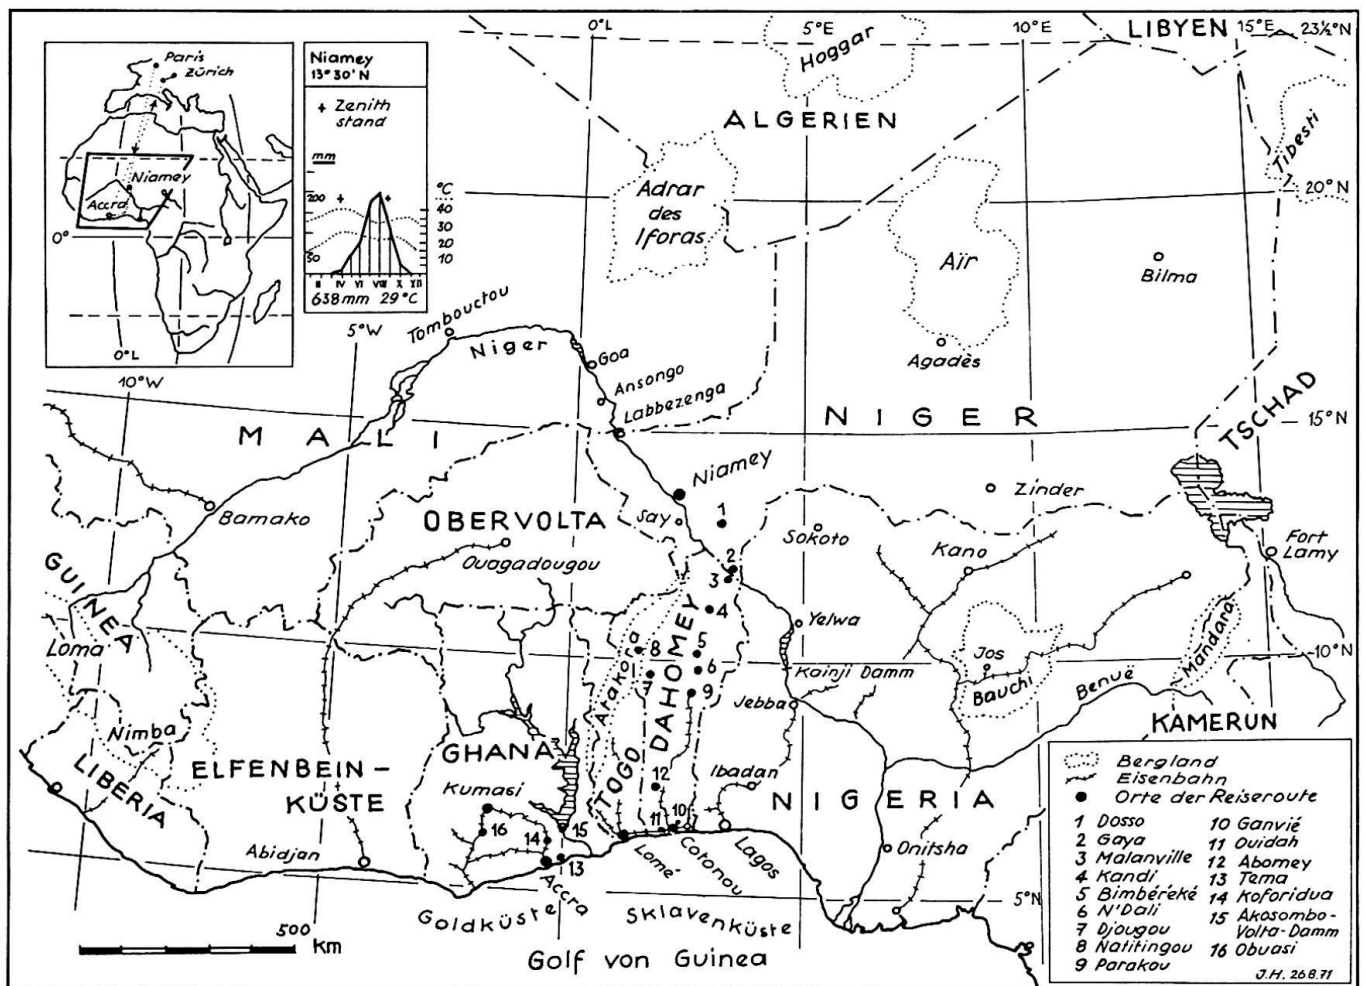 0°L
5°E
10°E
LIBYEN
15°E
23½°N
Paris
Zürich
Niamey
Accra
0°
0°L
Niamey
13°30'N
+ Zenith
stand
mm
200
50
°C
40
30
20
10
II IV VI VIII X XII
638mm 29°C
Hoggar
ALGERIEN
Tibesti
20°N
Adrar
des
Iforas
Aïr
Bilma
Agadès
5°W
10°W
Tombouctou
Niger
Goa
Ansongo
Labbezenga
MALI
NIGER
TSCHAD
15°N
Niamey
Zinder
Bamako
OBERVOLTA
Say
1
Sokoto
Kano
Fort
Lamy
Ouagadougou
2
3
GUINEA
4
Yelwa
Loma
Atakora
8
5
Jos
Mandara
10°N
6
Kainji Damm
7
DAHOMEY
9
Bauchi
Benuë
Jebba
KAMERUN
Nimba
LIBERIA
ELFENBEIN-
KÜSTE
GHANA
TOGO
Kumasi
12
Ibadan
NIGERIA
16
14
15
11
10
Abidjan
13
Accra
Lomé
Cotonou
Lagos
Onitsha
5°N
Goldküste
Sklavenküste
500
Km
Golf von Guinea
Bergland
Eisenbahn
Orte der Reiseroute
1 Dosso
2 Gaya
3 Malanville
4 Kandi
5 Bimbéréké
6 N'Dali
7 Djougou
8 Natitingou
9 Parakou
10 Ganvié
11 Ouidah
12 Abomey
13 Tema
14 Koforidua
15 Akosombo-
Volta-Damm
16 Obuasi
J.H. 26.8.71